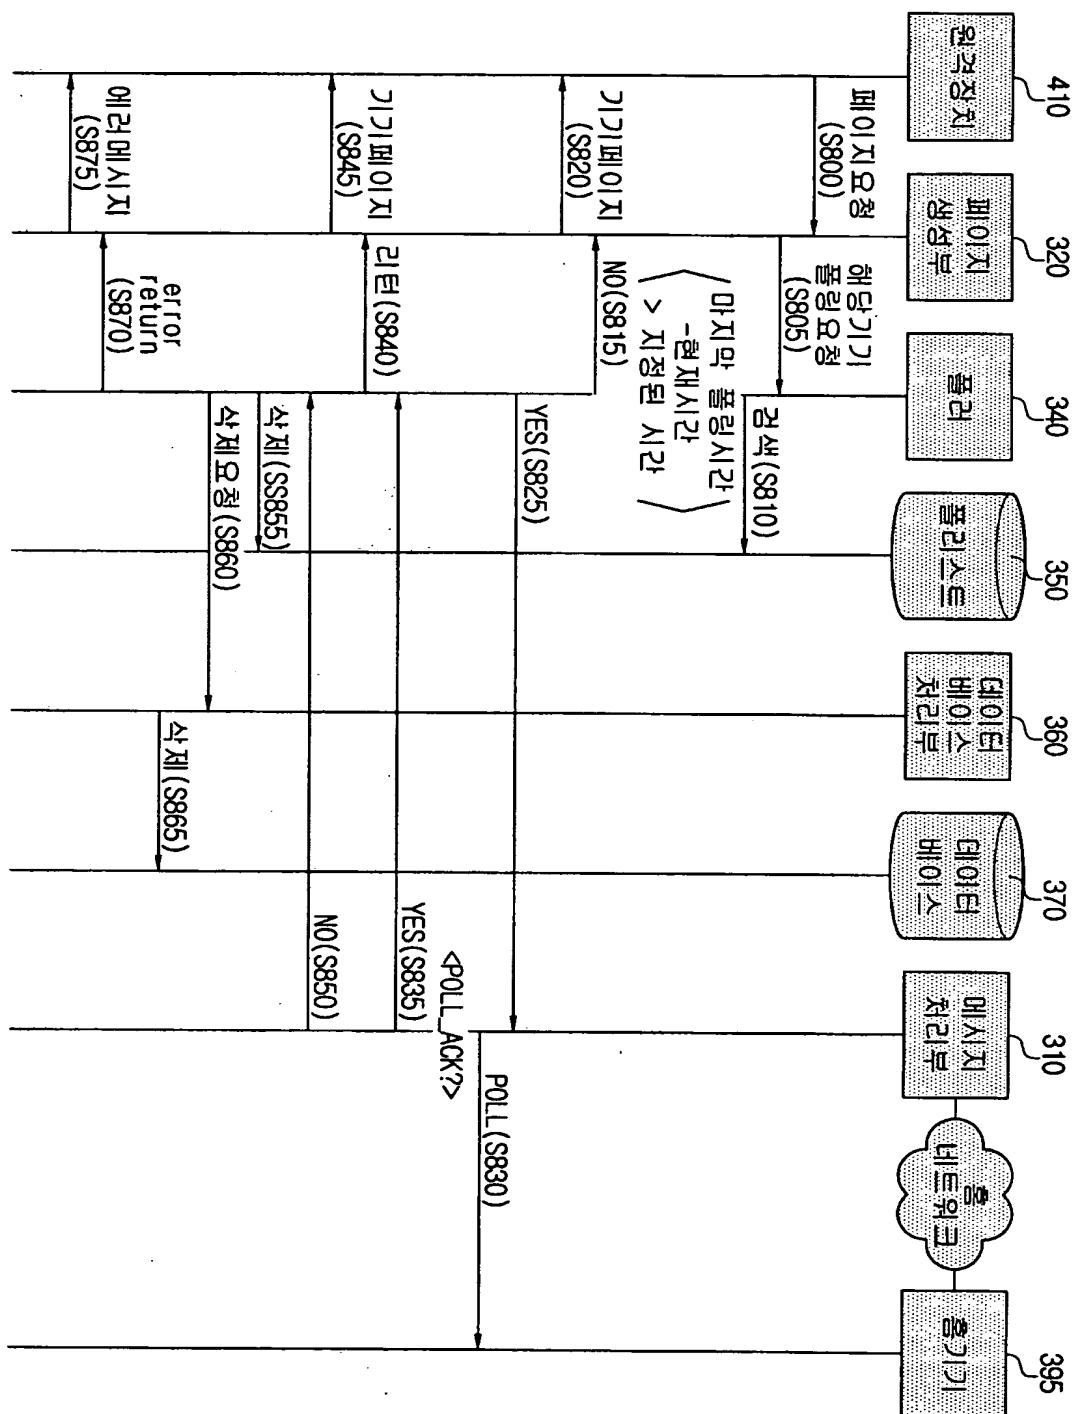 410
원격장치
320
페이지
생성부
340
폴러
350
폴리스트
360
데이터
베이스
처리부
370
데이터
베이스
310
메시지
처리부
홈
네트워크
395
홈기기
페이지요청
(S800)
해당기기
폴링요청
(S805)
검색(S810)
마지막 폴링시간
-현재시간
> 지정된 시간
NO(S815)
기기페이지
(S820)
YES(S825)
POLL(S830)
<POLL_ACK?>
YES(S835)
리턴(S840)
기기페이지
(S845)
NO(S850)
삭제(SS855)
삭제요청(S860)
삭제(S865)
error
return
(S870)
에러메시지
(S875)